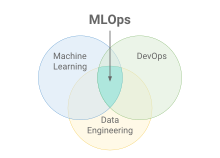 MLOps
Machine
Learning
DevOps
Data
Engineering